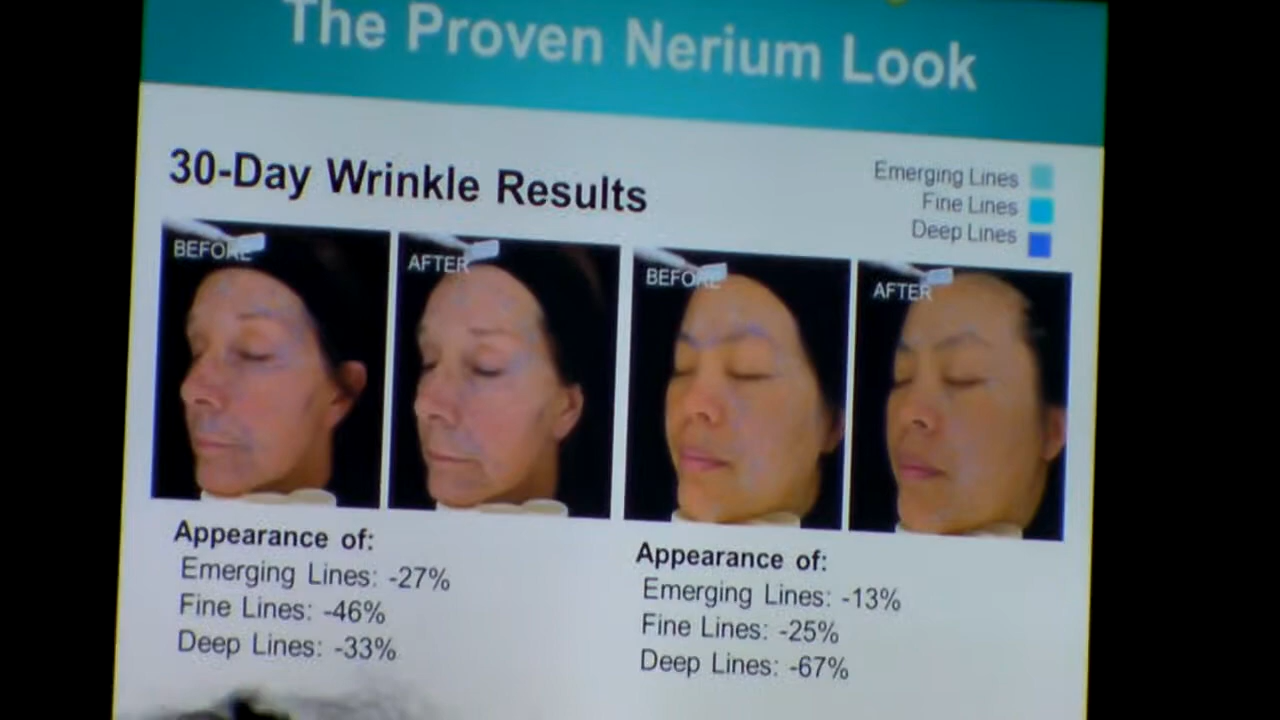 The Proven Nerium Look
30-Day Wrinkle Results
Emerging Lines
Fine Lines
Deep Lines
BEFORE
AFTER
BEFORE
AFTER
Appearance of:
Emerging Lines: -27%
Fine Lines: -46%
Deep Lines: -33%
Appearance of:
Emerging Lines: -13%
Fine Lines: -25%
Deep Lines: -67%